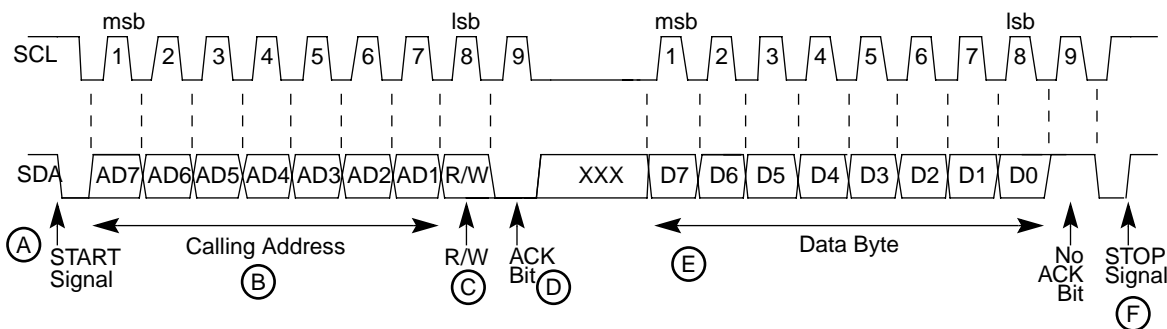 msb lsb msb lsb
SCL 1 2 3 4 5 6 7 8 9 1 2 3 4 5 6 7 8 9
SDA AD7 AD6 AD5 AD4 AD3 AD2 AD1 R/W XXX D7 D6 D5 D4 D3 D2 D1 D0
A START Signal
Calling Address
B
R/W
C
ACK
Bit D
E
Data Byte
No
ACK
Bit
STOP
Signal
F